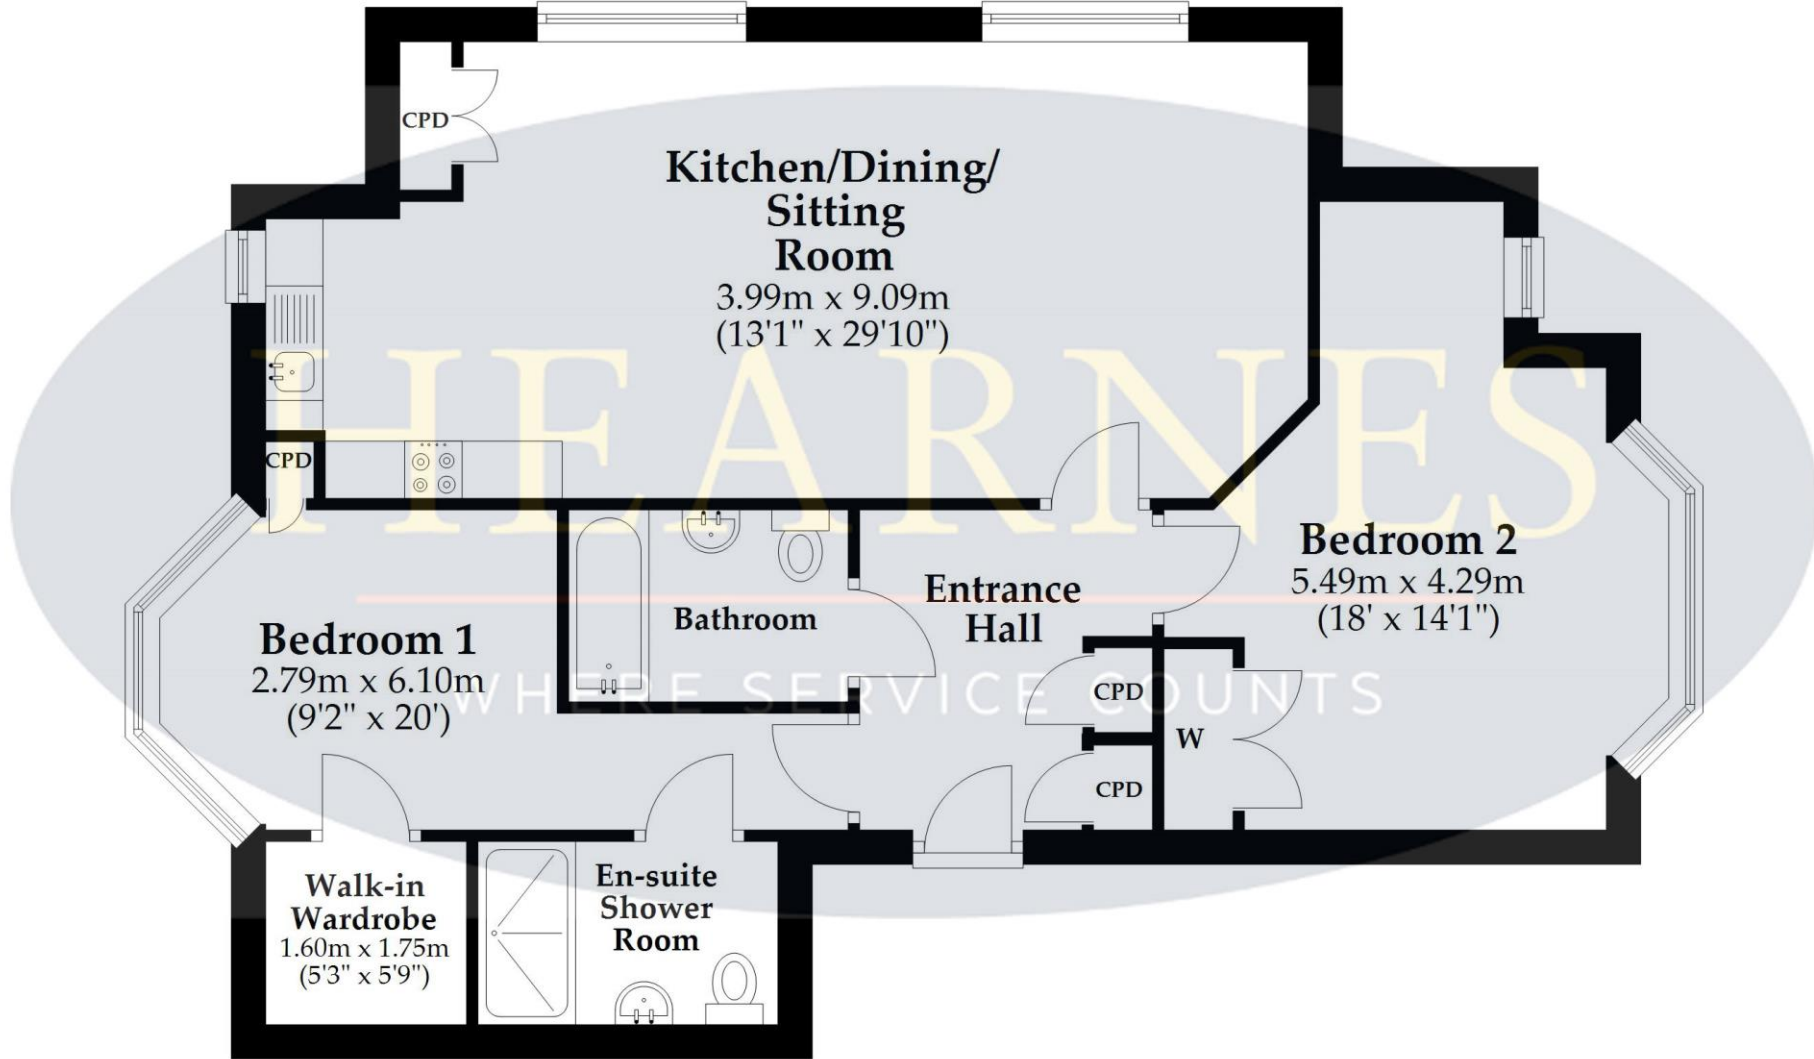 CPD
Kitchen/Dining/
Sitting
Room
3.99m x 9.09m
(13'1" x 29'10")
HEARNES
CPD
Bedroom 2
5.49m x 4.29m
(18' x 14'1")
Entrance
Hall
Bathroom
Bedroom 1
2.79m x 6.10m
(9'2" x 20')
WHERE SERVICE COUNTS
CPD
W
CPD
Walk-in
Wardrobe
1.60m x 1.75m
(5'3" x 5'9")
En-suite
Shower
Room